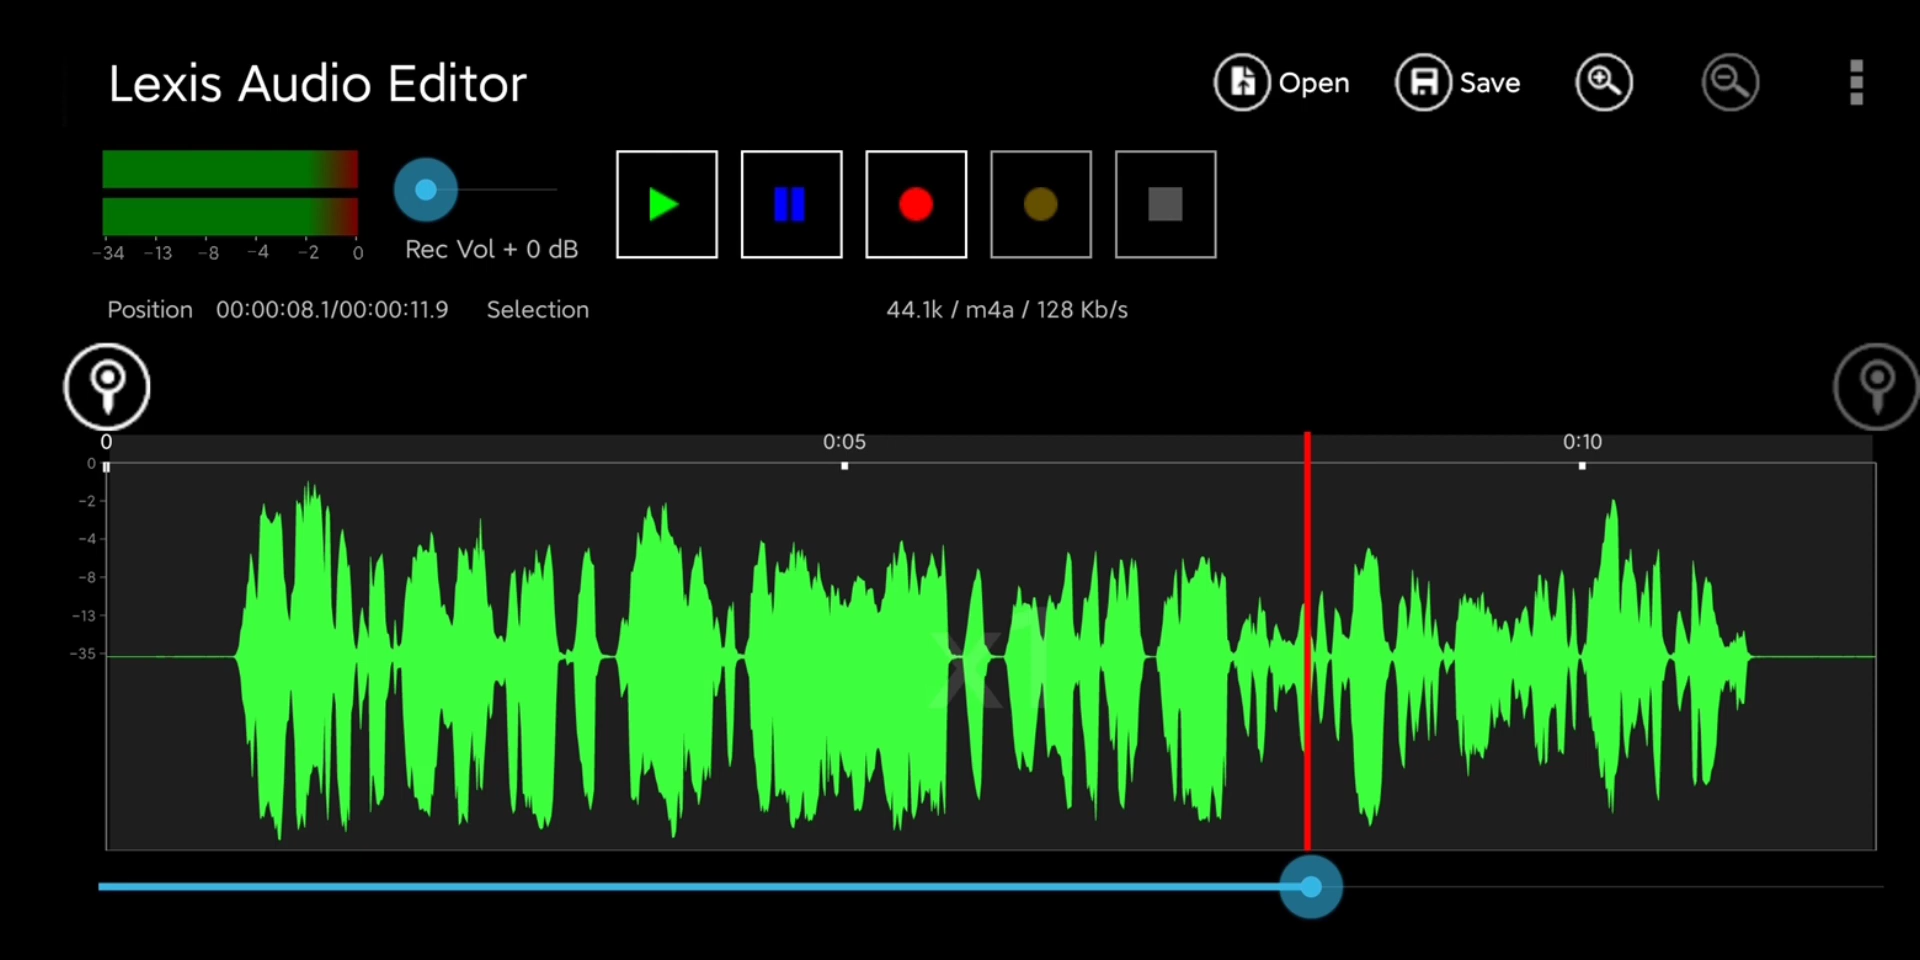 Lexis Audio Editor
Open
Save
-34 -13 -8 -4 -2 0
Rec Vol + 0 dB
Position 00:00:08.1/00:00:11.9 Selection 44.1k / m4a / 128 Kb/s
0 0:05 0:10
0
-2
-4
-8
-13
-35
x1